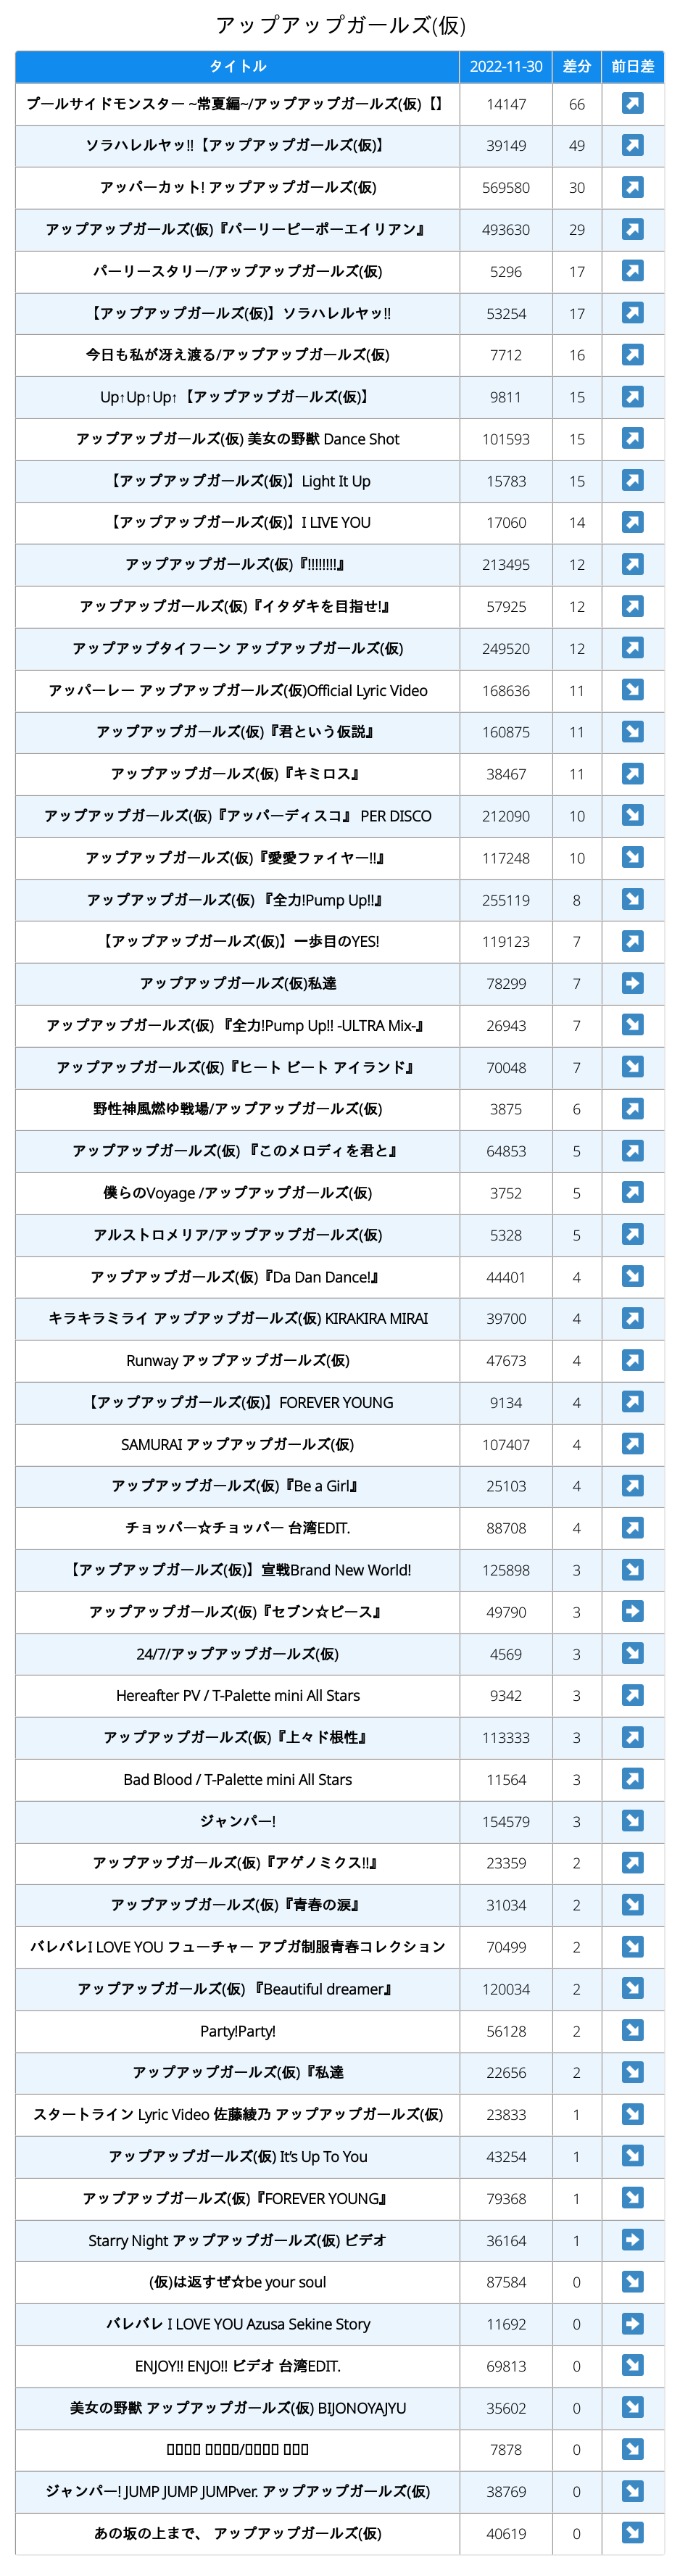 アップアップガールズ(仮)
タイトル 2022-11-30 差分 前日差
プールサイドモンスター ~常夏編~/アップアップガールズ(仮)【】 14147 66
ソラハレルヤッ!!【アップアップガールズ(仮)】 39149 49
アッパーカット! アップアップガールズ(仮) 569580 30
アップアップガールズ(仮)『パーリーピーポーエイリアン』 493630 29
パーリースタリー/アップアップガールズ(仮) 5296 17
【アップアップガールズ(仮)】ソラハレルヤッ!! 53254 17
今日も私が冴え渡る/アップアップガールズ(仮) 7712 16
Up↑Up↑Up↑【アップアップガールズ(仮)】 9811 15
アップアップガールズ(仮) 美女の野獣 Dance Shot 101593 15
【アップアップガールズ(仮)】Light It Up 15783 15
【アップアップガールズ(仮)】I LIVE YOU 17060 14
アップアップガールズ(仮)『!!!!!!!!』 213495 12
アップアップガールズ(仮)『イタダキを目指せ!』 57925 12
アップアップタイフーン アップアップガールズ(仮) 249520 12
アッパーレー アップアップガールズ(仮)Official Lyric Video 168636 11
アップアップガールズ(仮)『君という仮説』 160875 11
アップアップガールズ(仮)『キミロス』 38467 11
アップアップガールズ(仮)『アッパーディスコ』 PER DISCO 212090 10
アップアップガールズ(仮)『愛愛ファイヤー!!』 117248 10
アップアップガールズ(仮) 『全力!Pump Up!!』 255119 8
【アップアップガールズ(仮)】一歩目のYES! 119123 7
アップアップガールズ(仮)私達 78299 7
アップアップガールズ(仮) 『全力!Pump Up!! -ULTRA Mix-』 26943 7
アップアップガールズ(仮)『ヒート ビート アイランド』 70048 7
野性神風燃ゆ戦場/アップアップガールズ(仮) 3875 6
アップアップガールズ(仮) 『このメロディを君と』 64853 5
僕らのVoyage /アップアップガールズ(仮) 3752 5
アルストロメリア/アップアップガールズ(仮) 5328 5
アップアップガールズ(仮)『Da Dan Dance!』 44401 4
キラキラミライ アップアップガールズ(仮) KIRAKIRA MIRAI 39700 4
Runway アップアップガールズ(仮) 47673 4
【アップアップガールズ(仮)】FOREVER YOUNG 9134 4
SAMURAI アップアップガールズ(仮) 107407 4
アップアップガールズ(仮)『Be a Girl』 25103 4
チョッパー☆チョッパー 台湾EDIT. 88708 4
【アップアップガールズ(仮)】宣戦Brand New World! 125898 3
アップアップガールズ(仮)『セブン☆ピース』 49790 3
24/7/アップアップガールズ(仮) 4569 3
Hereafter PV / T-Palette mini All Stars 9342 3
アップアップガールズ(仮)『上々ド根性』 113333 3
Bad Blood / T-Palette mini All Stars 11564 3
ジャンパー! 154579 3
アップアップガールズ(仮)『アゲノミクス!!』 23359 2
アップアップガールズ(仮)『青春の涙』 31034 2
バレバレI LOVE YOU フューチャー アプガ制服青春コレクション 70499 2
アップアップガールズ(仮) 『Beautiful dreamer』 120034 2
Party!Party! 56128 2
アップアップガールズ(仮)『私達 22656 2
スタートライン Lyric Video 佐藤綾乃 アップアップガールズ(仮) 23833 1
アップアップガールズ(仮) It's Up To You 43254 1
アップアップガールズ(仮)『FOREVER YOUNG』 79368 1
Starry Night アップアップガールズ(仮) ビデオ 36164 1
(仮)は返すぜ☆be your soul 87584 0
バレバレ I LOVE YOU Azusa Sekine Story 11692 0
ENJOY!! ENJO!! ビデオ 台湾EDIT. 69813 0
美女の野獣 アップアップガールズ(仮) BIJONOYAJYU 35602 0
7878 0
ジャンパー! JUMP JUMP JUMPver. アップアップガールズ(仮) 38769 0
あの坂の上まで、 アップアップガールズ(仮) 40619 0